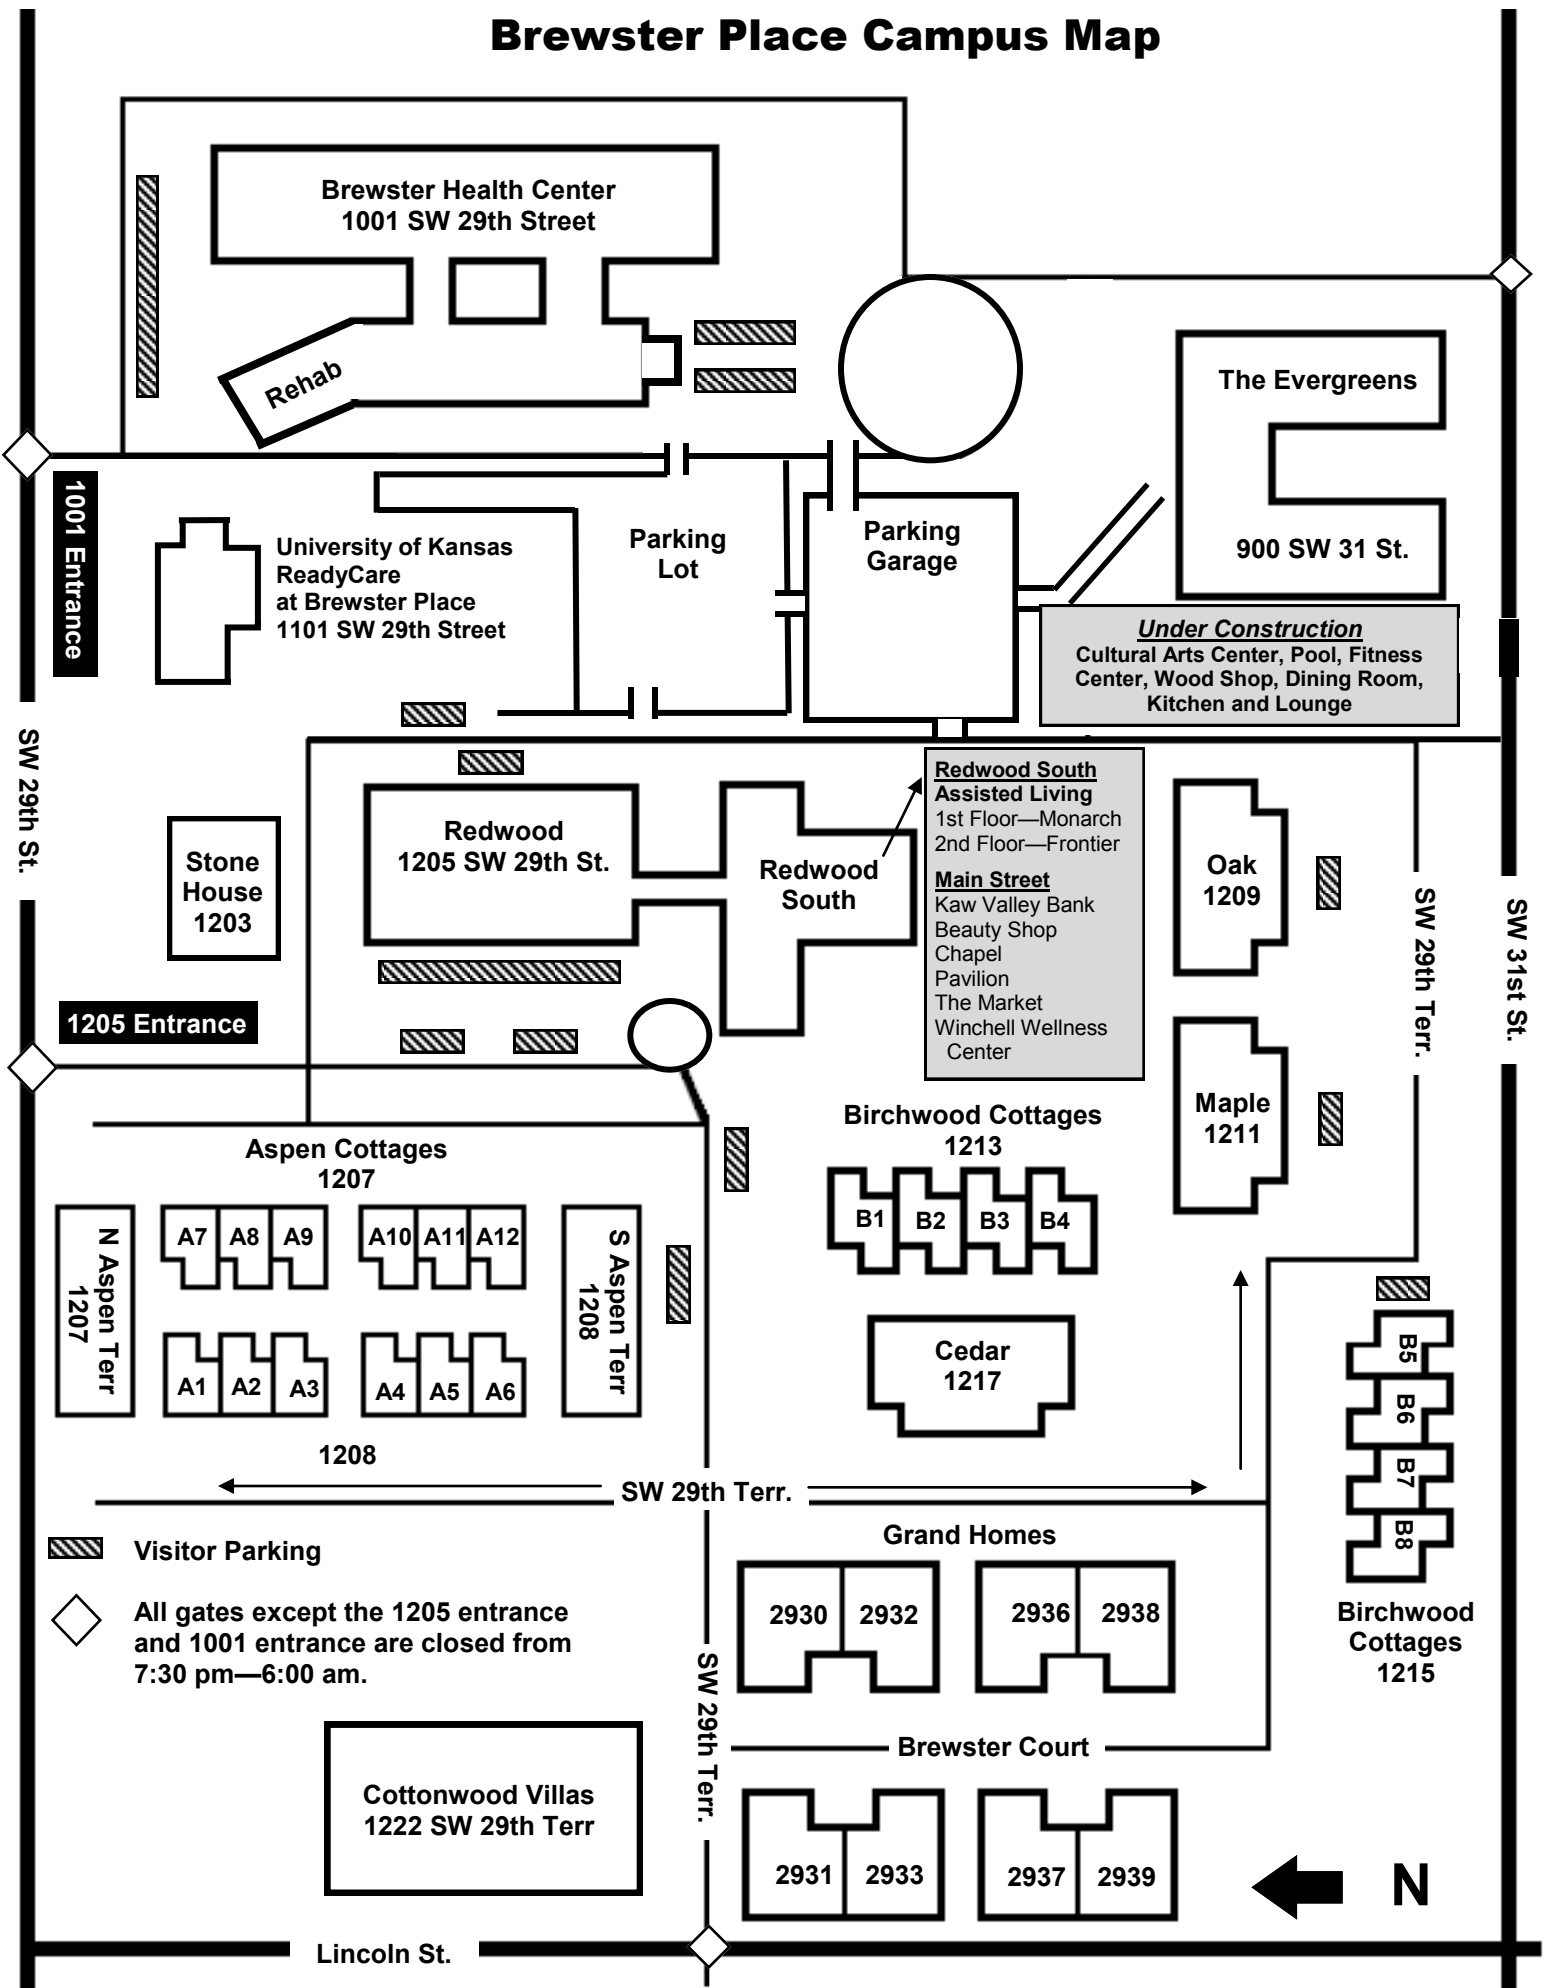 Brewster Place Campus Map
Brewster Health Center
1001 SW 29th Street
Rehab
The Evergreens
900 SW 31 St.
1001 Entrance
University of Kansas
ReadyCare
at Brewster Place
1101 SW 29th Street
Parking
Lot
Parking
Garage
Under Construction
Cultural Arts Center, Pool, Fitness
Center, Wood Shop, Dining Room,
Kitchen and Lounge
SW 29th St.
Stone
House
1203
Redwood
1205 SW 29th St.
Redwood
South
Redwood South
Assisted Living
1st Floor—Monarch
2nd Floor—Frontier
Main Street
Kaw Valley Bank
Beauty Shop
Chapel
Pavilion
The Market
Winchell Wellness
Center
Oak
1209
SW 29th Terr.
SW 31st St.
1205 Entrance
Maple
1211
Aspen Cottages
1207
Birchwood Cottages
1213
N Aspen Terr
1207
A7
A8
A9
A10
A11
A12
S Aspen Terr
1208
B1
B2
B3
B4
A1
A2
A3
A4
A5
A6
Cedar
1217
B5
B6
B7
B8
1208
SW 29th Terr.
Visitor Parking
All gates except the 1205 entrance
and 1001 entrance are closed from
7:30 pm—6:00 am.
Grand Homes
2930
2932
2936
2938
Birchwood
Cottages
1215
SW 29th Terr.
Brewster Court
Cottonwood Villas
1222 SW 29th Terr
2931
2933
2937
2939
N
Lincoln St.